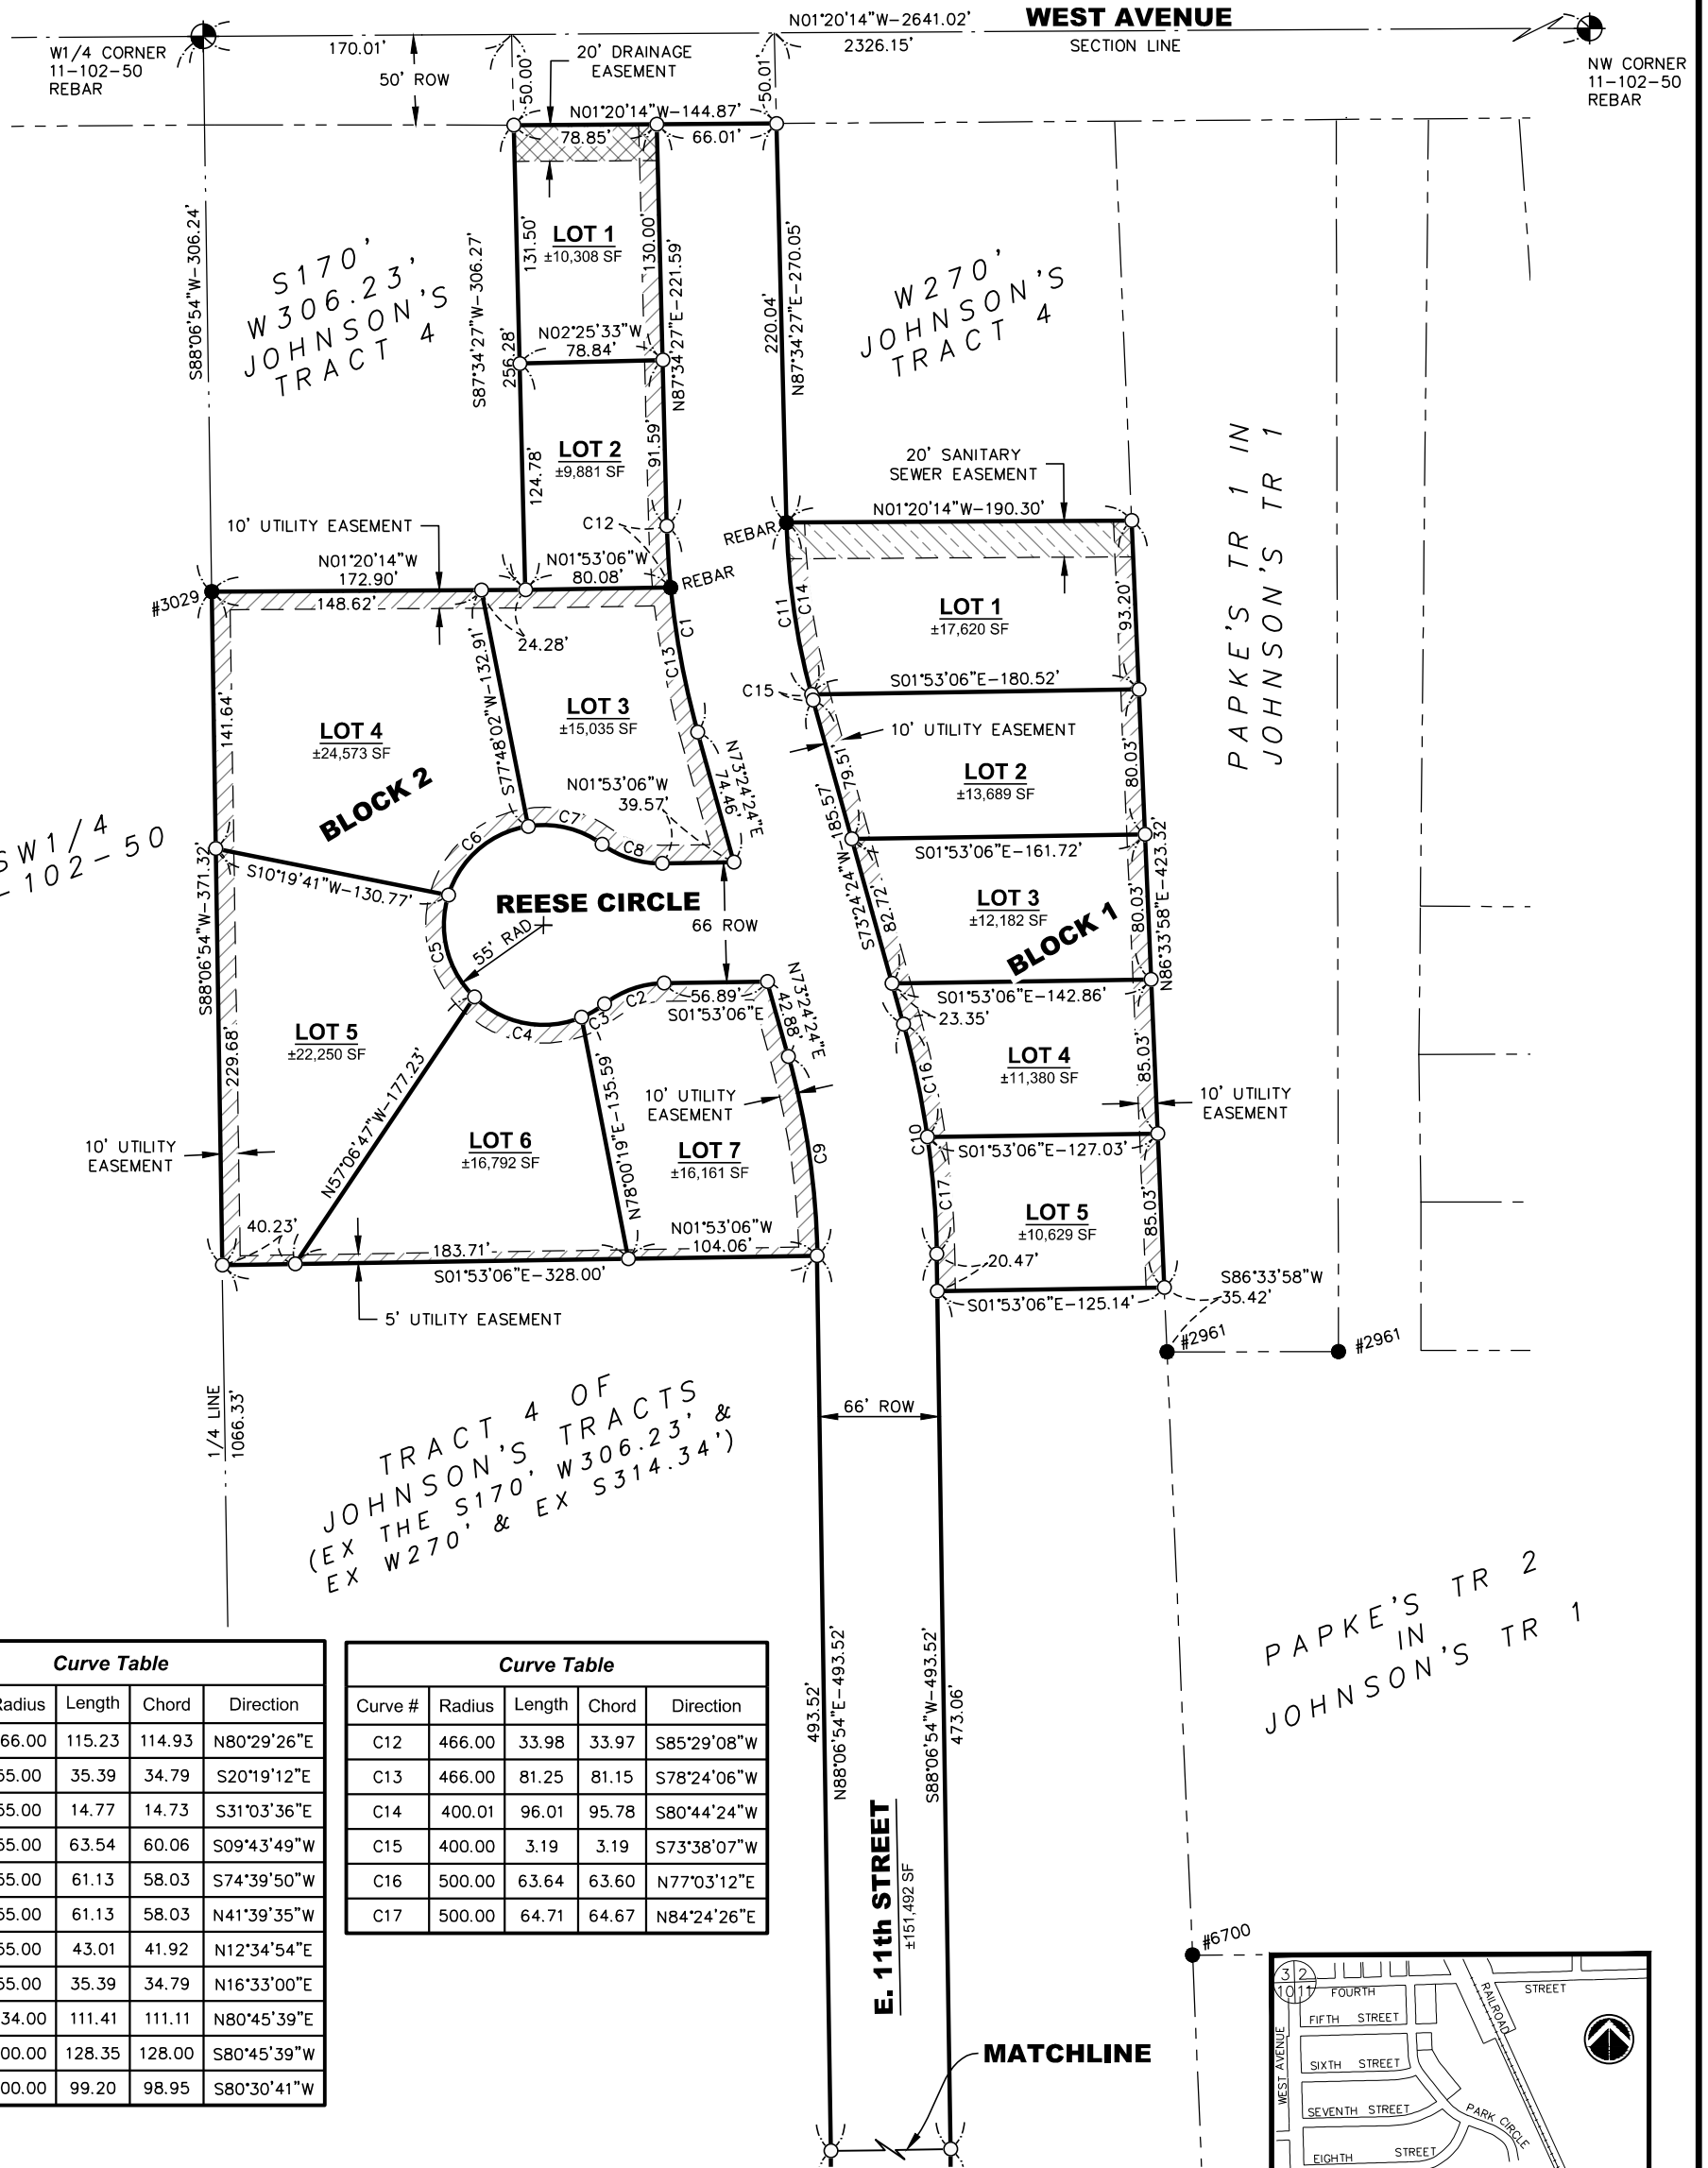 N01°20'14"W-2641.02'
WEST AVENUE
W1/4 CORNER
11-102-50
REBAR
170.01'
2326.15'
SECTION LINE
NW CORNER
11-102-50
REBAR
50' ROW
50.00'
20' DRAINAGE
EASEMENT
50.01'
N01°20'14"W-144.87'
78.85'
66.01'
S88°06'54"W-306.24'
S170'
W306.23'
JOHNSON'S
TRACT 4
S87°34'27"W-306.27'
256.28'
131.50'
LOT 1
±10,308 SF
130.00'
N87°34'27"E-221.59'
N02°25'33"W
78.84'
220.04'
N87°34'27"E-270.05'
W270'
JOHNSON'S
TRACT 4
124.78'
LOT 2
±9,881 SF
91.59'
C12
REBAR
20' SANITARY
SEWER EASEMENT
N01°20'14"W-190.30'
REBAR
PAPKE'S TR 1 IN
JOHNSON'S TR 1
10' UTILITY EASEMENT
N01°20'14"W
172.90'
148.62'
N01°53'06"W
80.08'
#3029
24.28'
C1
C13
C11
C14
LOT 1
±17,620 SF
93.20'
S01°53'06"E-180.52'
C15
141.64'
LOT 4
±24,573 SF
S77°48'02"W-132.91'
LOT 3
±15,035 SF
N73°24'24"E
74.46'
N01°53'06"W
39.57'
BLOCK 2
10' UTILITY EASEMENT
79.51'
S73°24'24"W-185.57'
LOT 2
±13,689 SF
80.03'
S01°53'06"E-161.72'
SW1/4
-102-50
C6
C7
C8
S10°19'41"W-130.77'
REESE CIRCLE
55' RAD
66 ROW
C5
S88°06'54"W-371.32'
82.72'
LOT 3
±12,182 SF
BLOCK 1
80.03'
N86°33'58"E-423.32'
S01°53'06"E-142.86'
23.35'
C4
C3
C2
56.89'
S01°53'06"E
N73°24'24"E
42.88'
229.68'
LOT 5
±22,250 SF
N57°06'47"W-177.23'
LOT 6
±16,792 SF
N78°00'19"E-135.59'
10' UTILITY
EASEMENT
LOT 7
±16,161 SF
C9
C16
LOT 4
±11,380 SF
85.03'
10' UTILITY
EASEMENT
C10
S01°53'06"E-127.03'
10' UTILITY
EASEMENT
C17
LOT 5
±10,629 SF
85.03'
40.23'
183.71'
S01°53'06"E-328.00'
N01°53'06"W
104.06'
20.47'
S01°53'06"E-125.14'
S86°33'58"W
35.42'
5' UTILITY EASEMENT
#2961
#2961
1/4 LINE
1066.33'
TRACT 4 OF
JOHNSON'S TRACTS
(EX THE S170' W306.23' &
EX W270' & EX S314.34')
66' ROW
PAPKE'S TR 2
IN
JOHNSON'S TR 1
493.52'
N88°06'54"E-493.52'
S88°06'54"W-493.52'
473.06'
E. 11th STREET
±151,492 SF
MATCHLINE
#6700
Curve Table
Radius Length Chord Direction
66.00 115.23 114.93 N80°29'26"E
55.00 35.39 34.79 S20°19'12"E
55.00 14.77 14.73 S31°03'36"E
55.00 63.54 60.06 S09°43'49"W
55.00 61.13 58.03 S74°39'50"W
55.00 61.13 58.03 N41°39'35"W
55.00 43.01 41.92 N12°34'54"E
55.00 35.39 34.79 N16°33'00"E
34.00 111.41 111.11 N80°45'39"E
00.00 128.35 128.00 S80°45'39"W
00.00 99.20 98.95 S80°30'41"W
Curve Table
Curve # Radius Length Chord Direction
C12 466.00 33.98 33.97 S85°29'08"W
C13 466.00 81.25 81.15 S78°24'06"W
C14 400.01 96.01 95.78 S80°44'24"W
C15 400.00 3.19 3.19 S73°38'07"W
C16 500.00 63.64 63.60 N77°03'12"E
C17 500.00 64.71 64.67 N84°24'26"E
3 2
10 11
FOURTH STREET
FIFTH STREET
SIXTH STREET
SEVENTH STREET
EIGHTH STREET
WEST AVENUE
RAILROAD
PARK CIRCLE